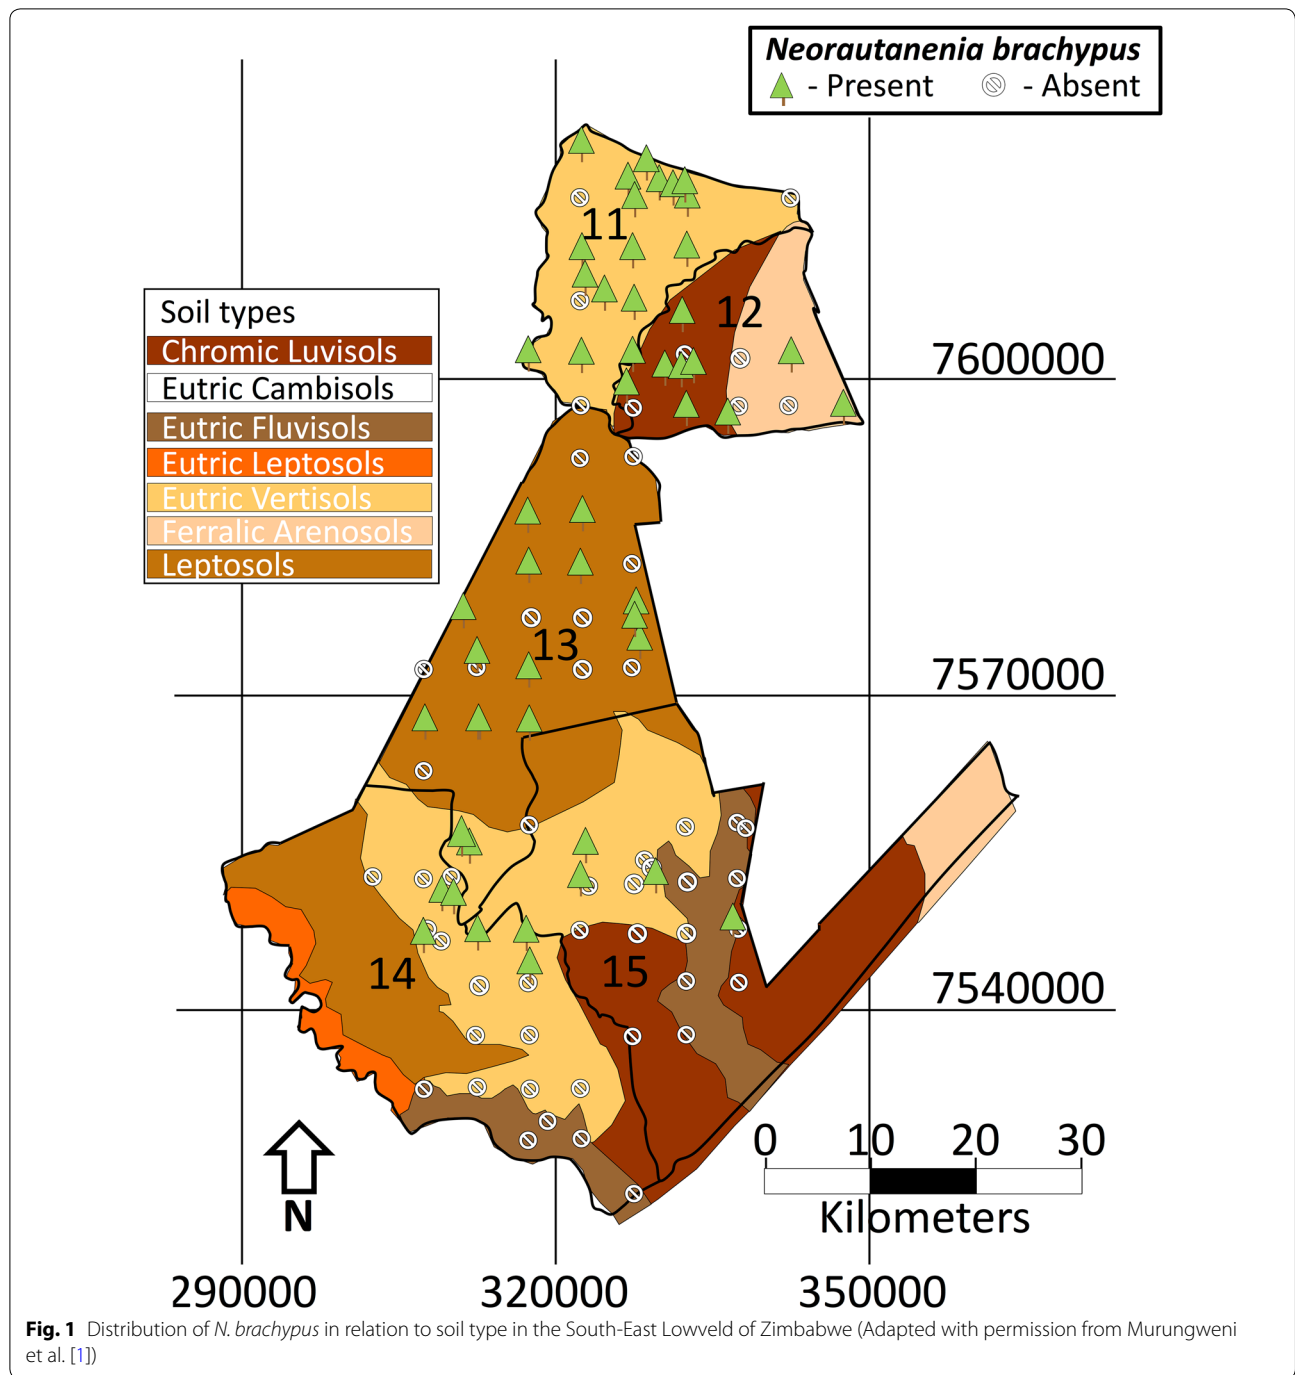 Neorautanenia brachypus
- Present - Absent
11
12
Soil types
Chromic Luvisols
Eutric Cambisols
Eutric Fluvisols
Eutric Leptosols
Eutric Vertisols
Ferralic Arenosols
Leptosols
7600000
13
7570000
14
15
7540000
0 10 20 30
Kilometers
N
290000 320000 350000
Fig. 1 Distribution of N. brachypus in relation to soil type in the South-East Lowveld of Zimbabwe (Adapted with permission from Murungweni
et al. [1])